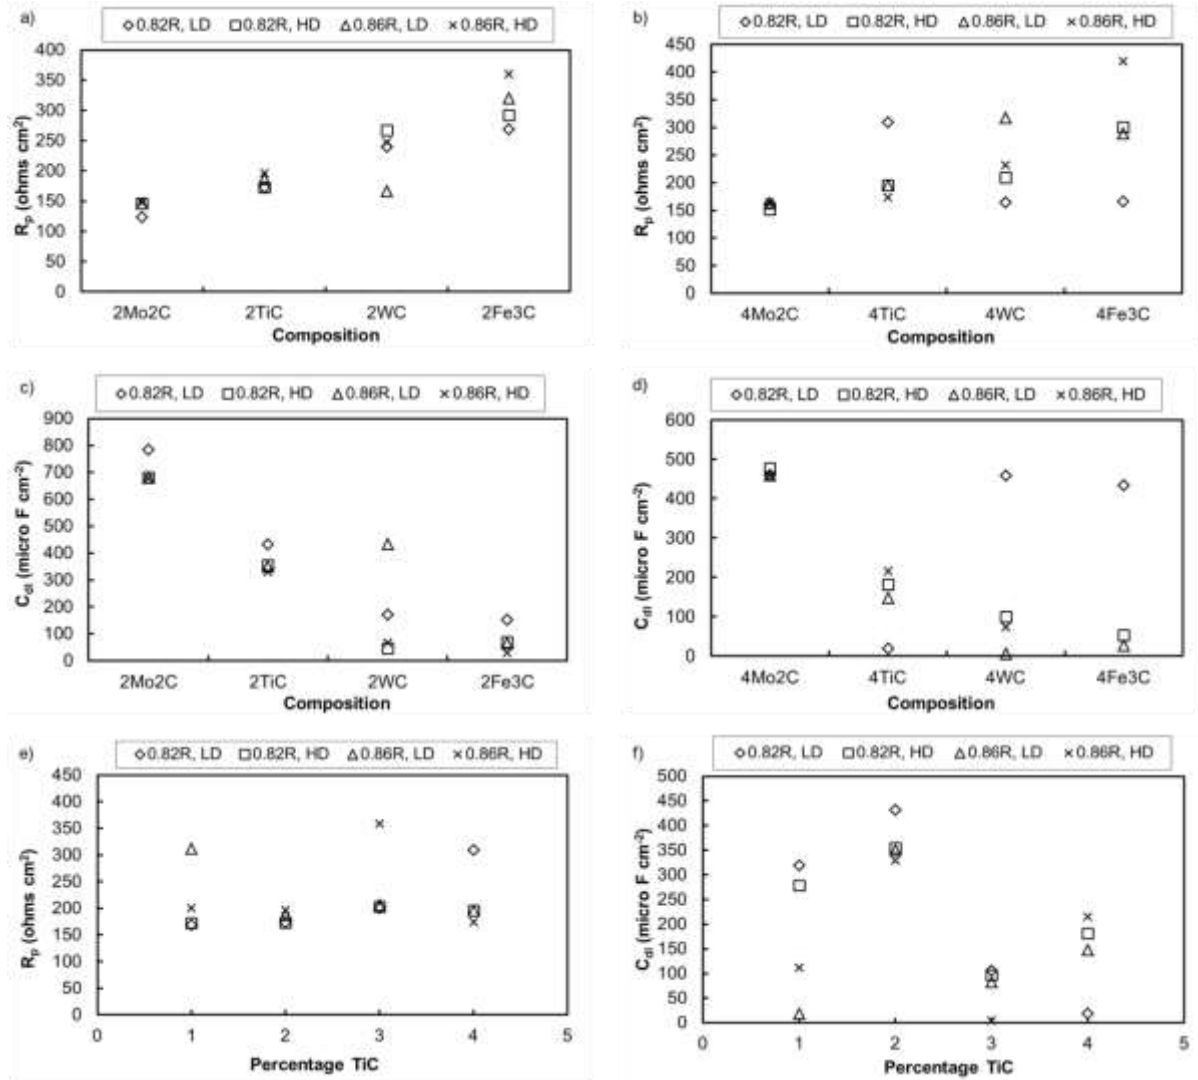 a)
◇0.82R, LD □0.82R, HD △0.86R, LD ×0.86R, HD
400
350
300
250
200
150
100
50
0
Rp (ohms cm2)
2Mo2C 2TiC 2WC 2Fe3C
Composition
b)
◇0.82R, LD □0.82R, HD △0.86R, LD ×0.86R, HD
450
400
350
300
250
200
150
100
50
0
Rp (ohms cm2)
4Mo2C 4TiC 4WC 4Fe3C
Composition
c)
◇0.82R, LD □0.82R, HD △0.86R, LD ×0.86R, HD
900
800
700
600
500
400
300
200
100
0
Cdl (micro F cm-2)
2Mo2C 2TiC 2WC 2Fe3C
Composition
d)
◇0.82R, LD □0.82R, HD △0.86R, LD ×0.86R, HD
600
500
400
300
200
100
0
Cdl (micro F cm-2)
4Mo2C 4TiC 4WC 4Fe3C
Composition
e)
◇0.82R, LD □0.82R, HD △0.86R, LD ×0.86R, HD
450
400
350
300
250
200
150
100
50
0
Rp (ohms cm2)
0 1 2 3 4 5
Percentage TiC
f)
◇0.82R, LD □0.82R, HD △0.86R, LD ×0.86R, HD
500
450
400
350
300
250
200
150
100
50
0
Cdl (micro F cm-2)
0 1 2 3 4 5
Percentage TiC